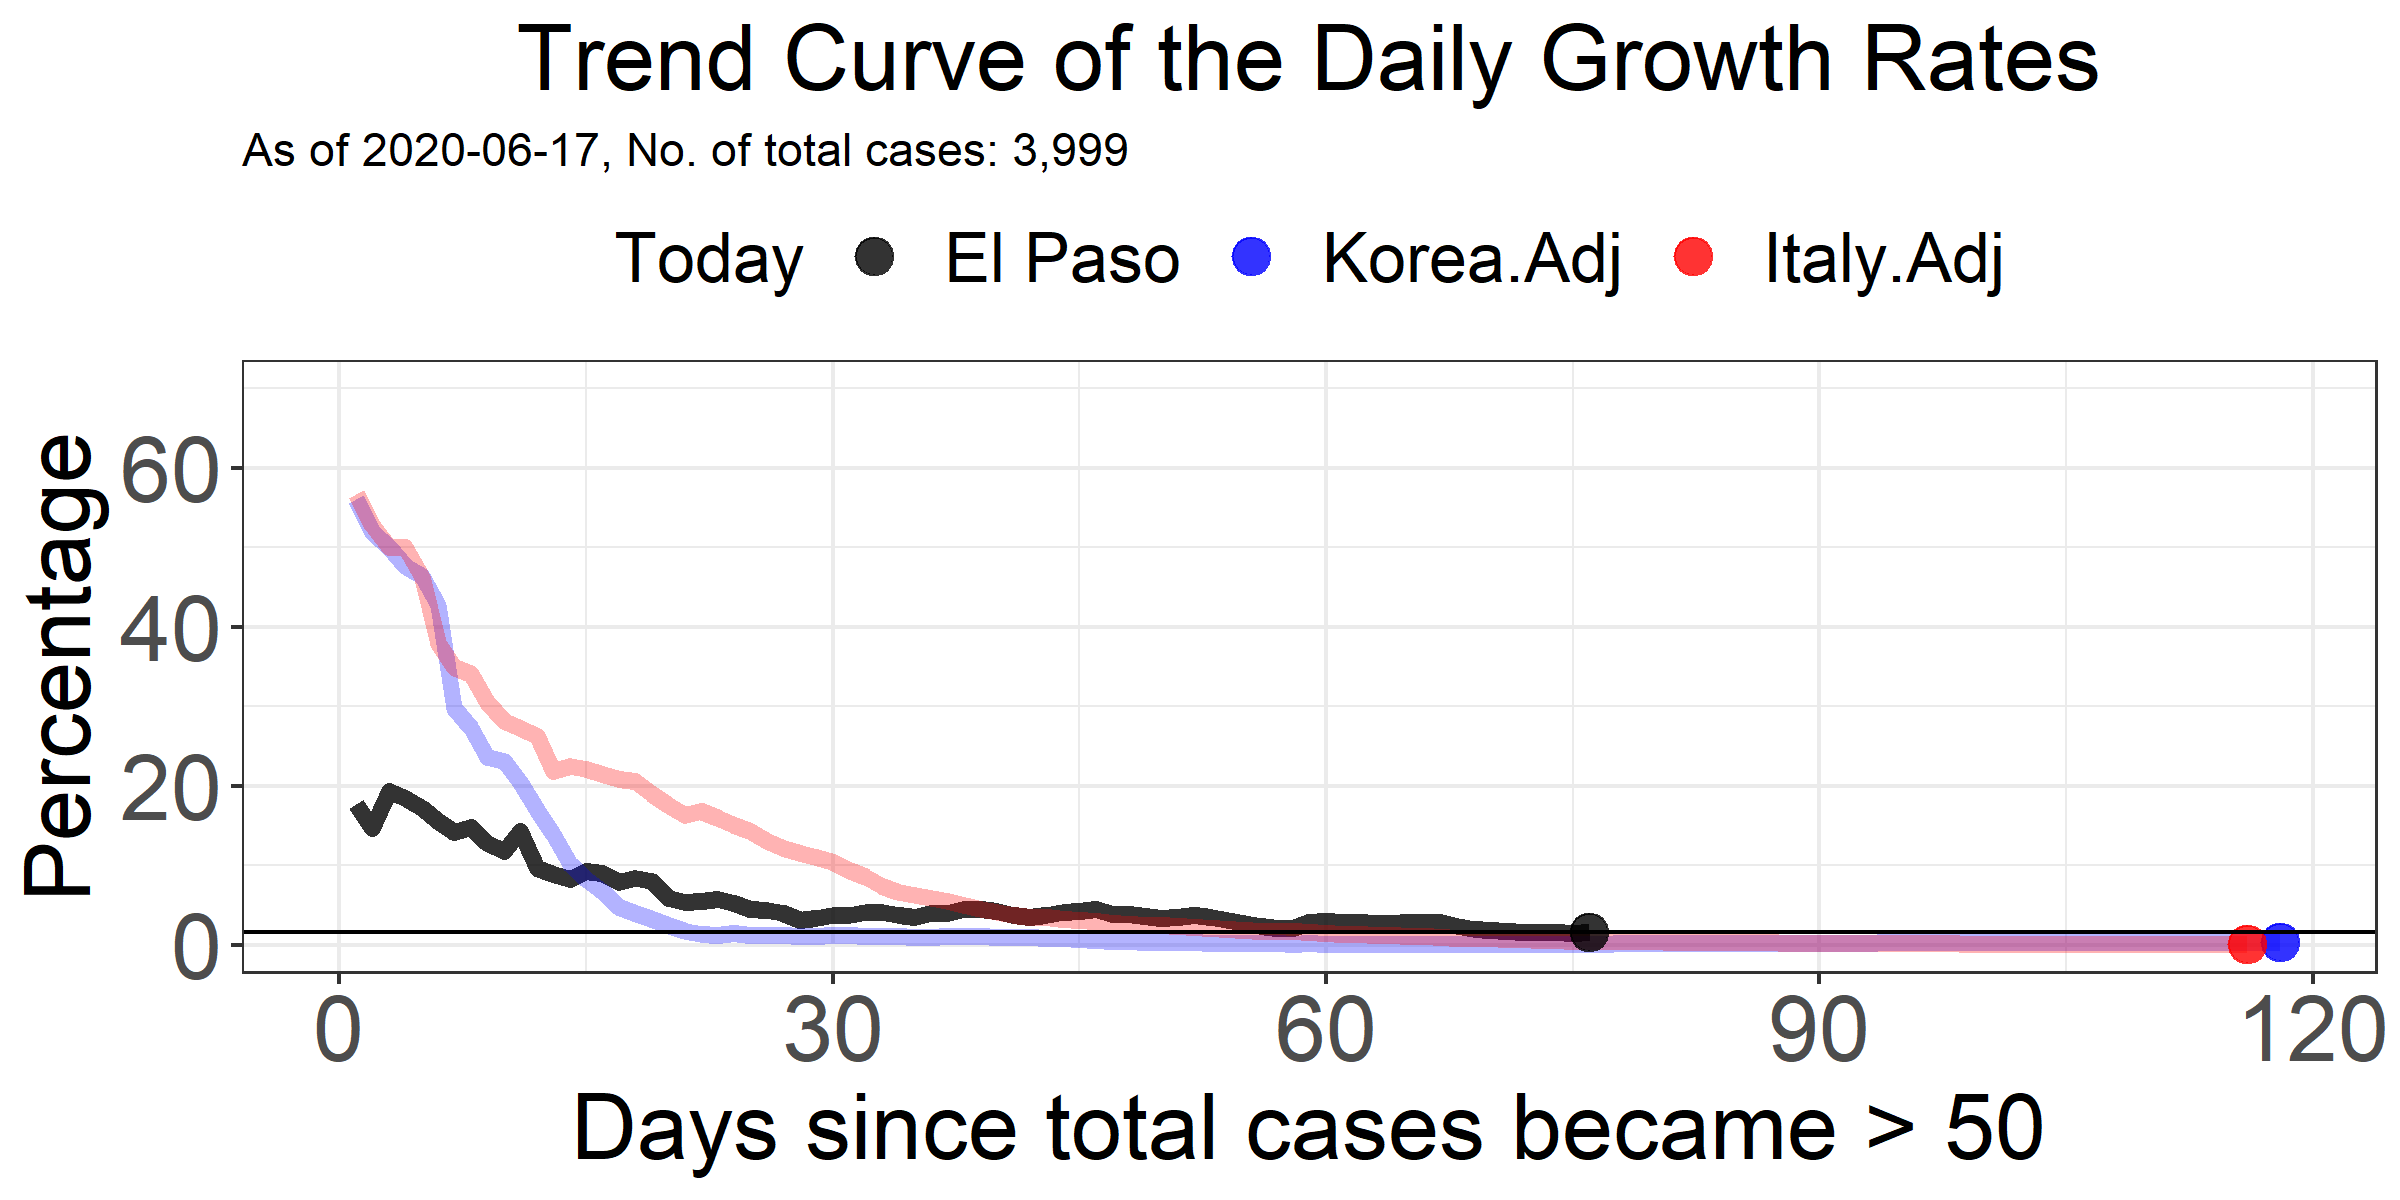 Trend Curve of the Daily Growth Rates
As of 2020-06-17, No. of total cases: 3,999
Today El Paso Korea.Adj Italy.Adj
Percentage
60
40
20
0
0 30 60 90 120
Days since total cases became > 50